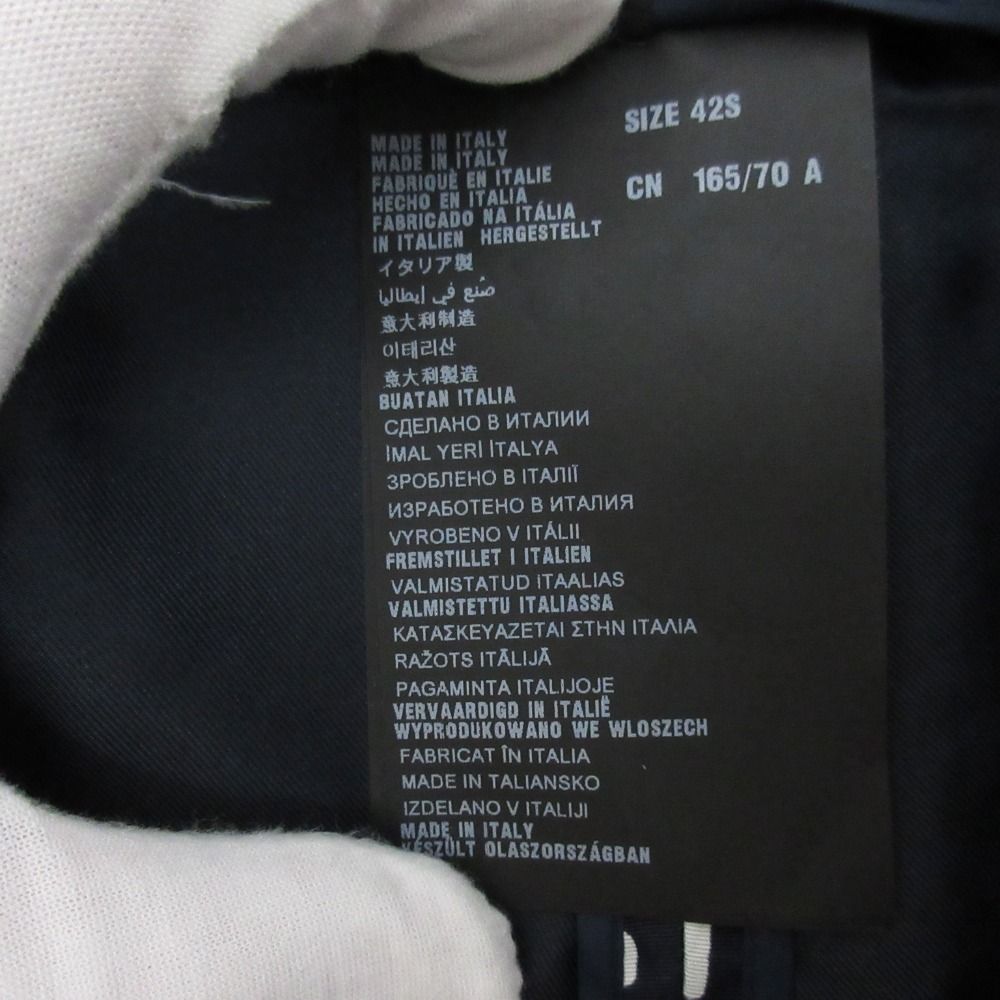 SIZE 42S
CN 165/70 A
MADE IN ITALY
MADE IN ITALY
FABRIQUÈ EN ITALIE
HECHO EN ITALIA
FABRICADO NA ITÁLIA
IN ITALIEN HERGESTELLT
イタリア製
صنع في إيطاليا
意大利制造
이태리산
意大利製造
BUATAN ITALIA
СДЕЛАНО В ИТАЛИИ
IMAL YERİ İTALYA
ЗРОБЛЕНО В ІТАЛІЇ
ИЗРАБОТЕНО В ИТАЛИЯ
VYROBENO V ITÁLII
FREMSTILLET I ITALIEN
VALMISTATUD ITAALIAS
VALMISTETTU ITALIASSA
ΚΑΤΑΣΚΕΥΑΖΕΤΑΙ ΣΤΗΝ ΙΤΑΛΙΑ
RAŽOTS ITĀLIJĀ
PAGAMINTA ITALIJOJE
VERVAARDIGD IN ITALIË
WYPRODUKOWANO WE WLOSZECH
FABRICAT ÎN ITALIA
MADE IN TALIANSKO
IZDELANO V ITALIJI
MADE IN ITALY
KÉSZÜLT OLASZORSZÁGBAN